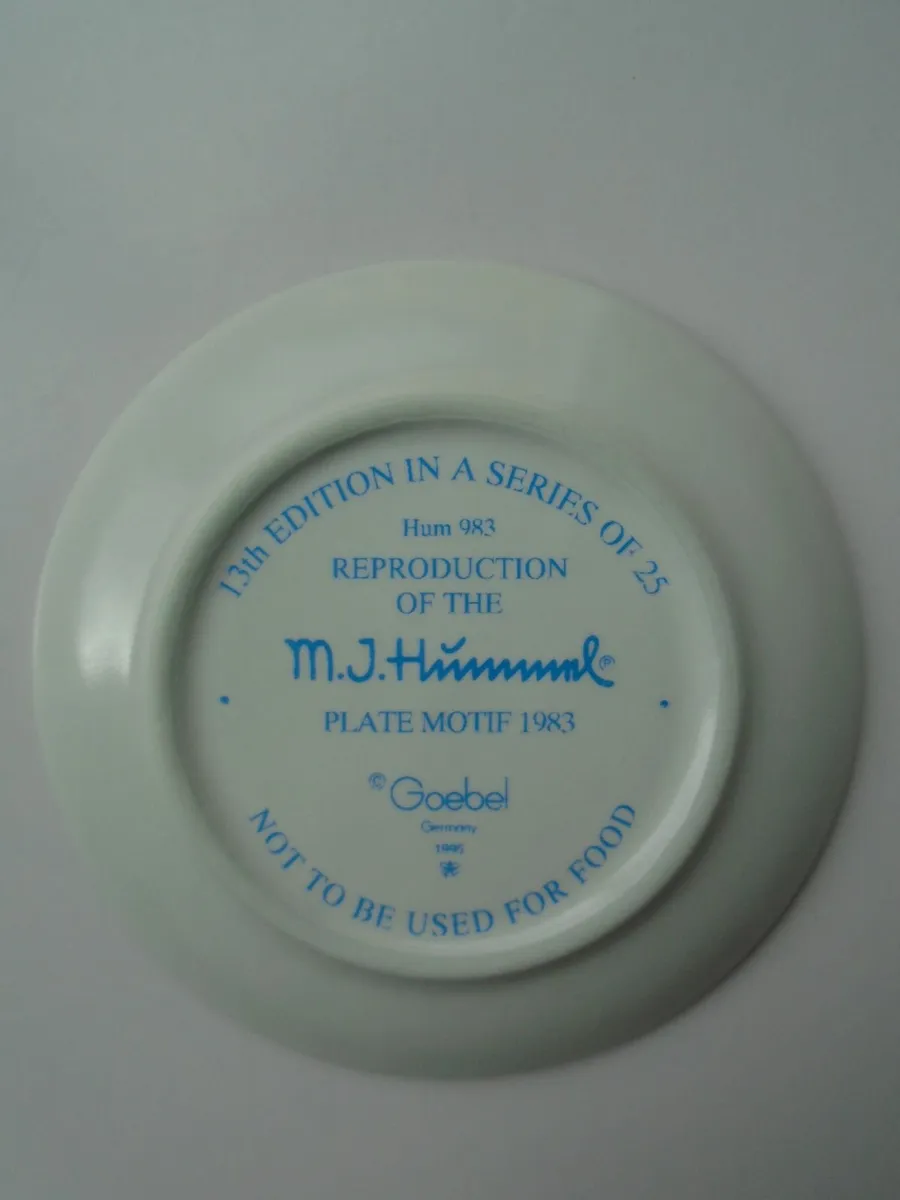 13th EDITION IN A SERIES OF 25
Hum 983
REPRODUCTION
OF THE
M.J.Hummel®
PLATE MOTIF 1983
© Goebel
Germany
1995
NOT TO BE USED FOR FOOD